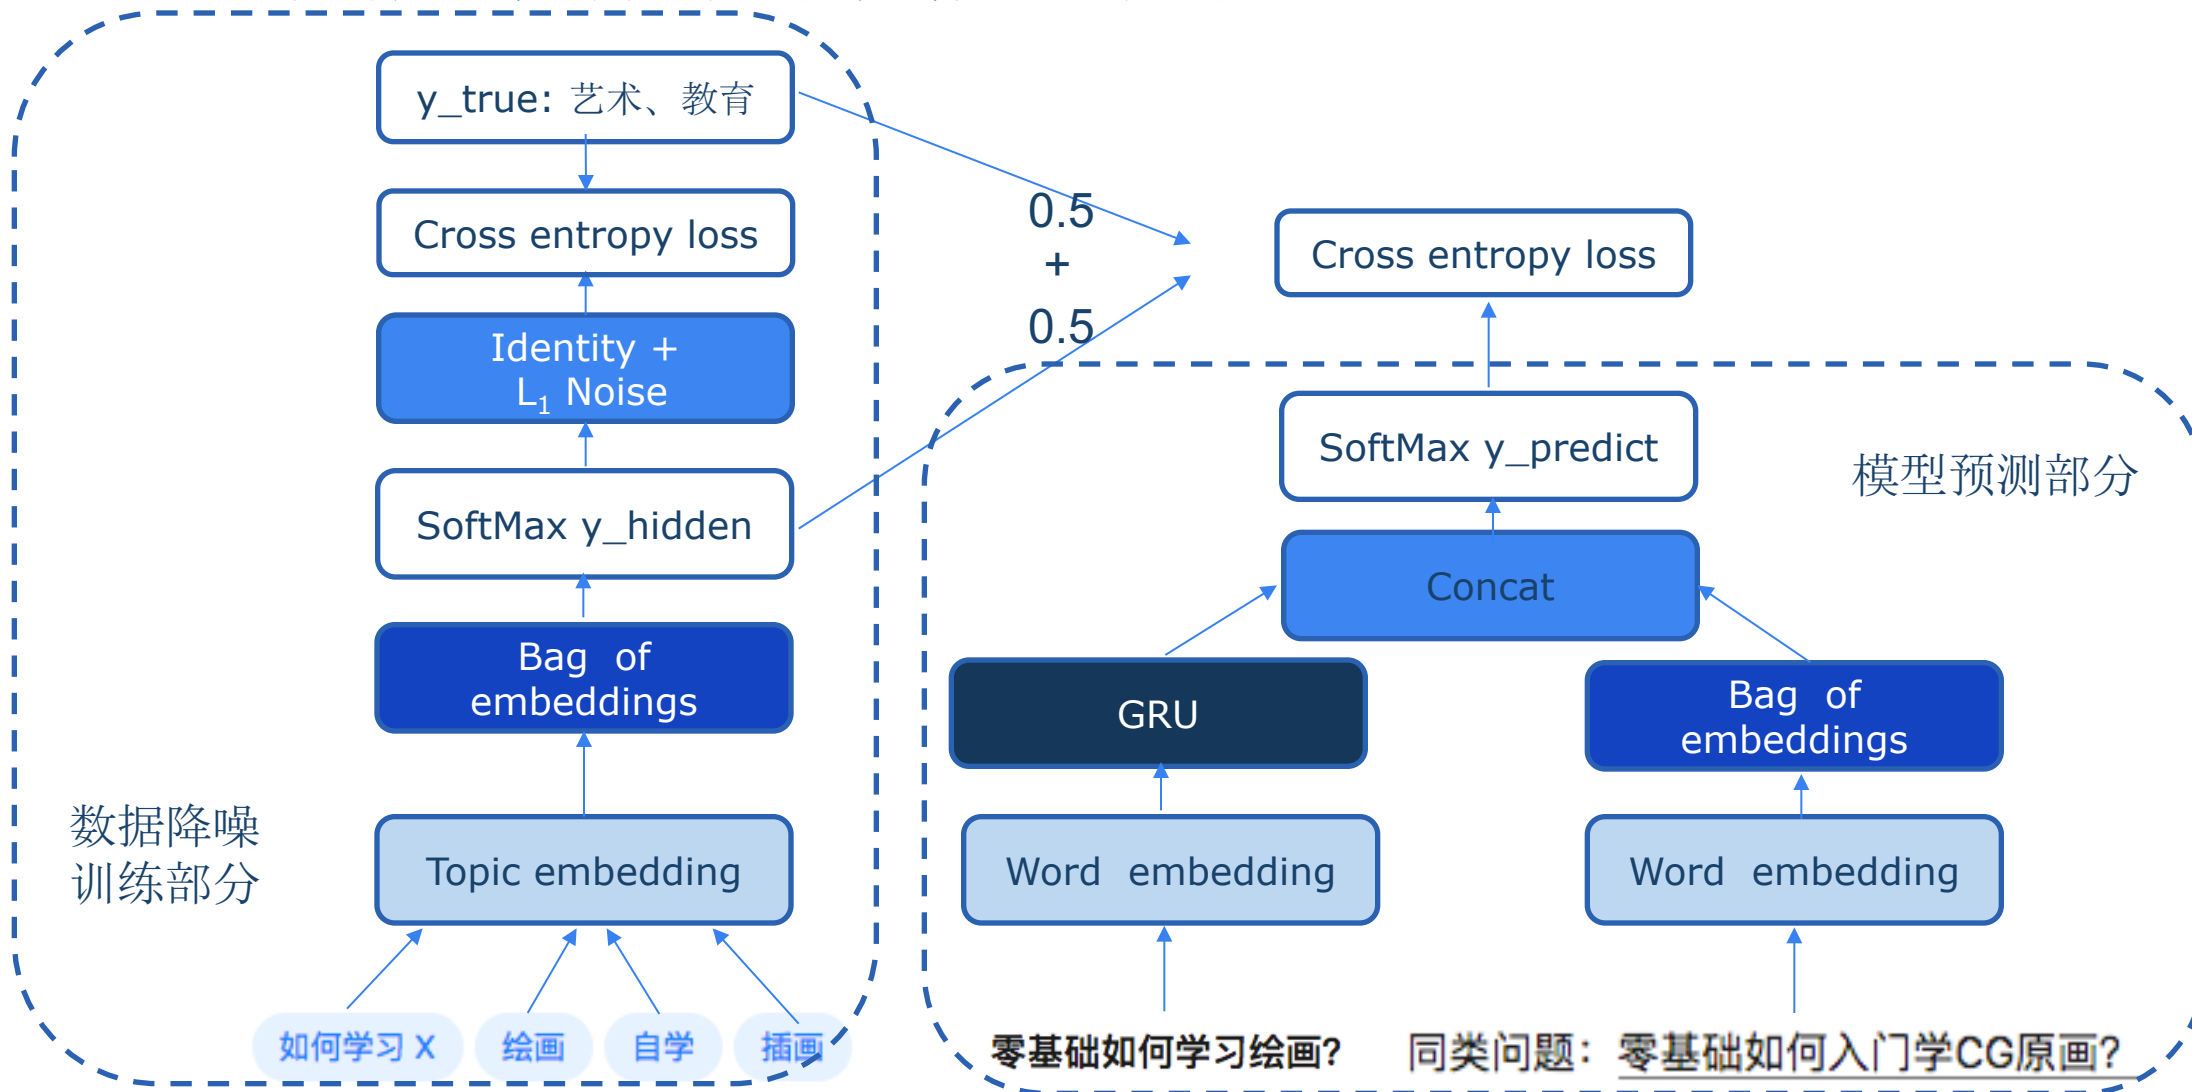 y_true: 艺术、教育
Cross entropy loss
Identity +
L₁ Noise
SoftMax y_hidden
Bag of
embeddings
Topic embedding
数据降噪
训练部分
如何学习 X
绘画
自学
插画
0.5
+
0.5
Cross entropy loss
SoftMax y_predict
模型预测部分
Concat
GRU
Bag of
embeddings
Word embedding
Word embedding
零基础如何学习绘画?
同类问题：零基础如何入门学CG原画?